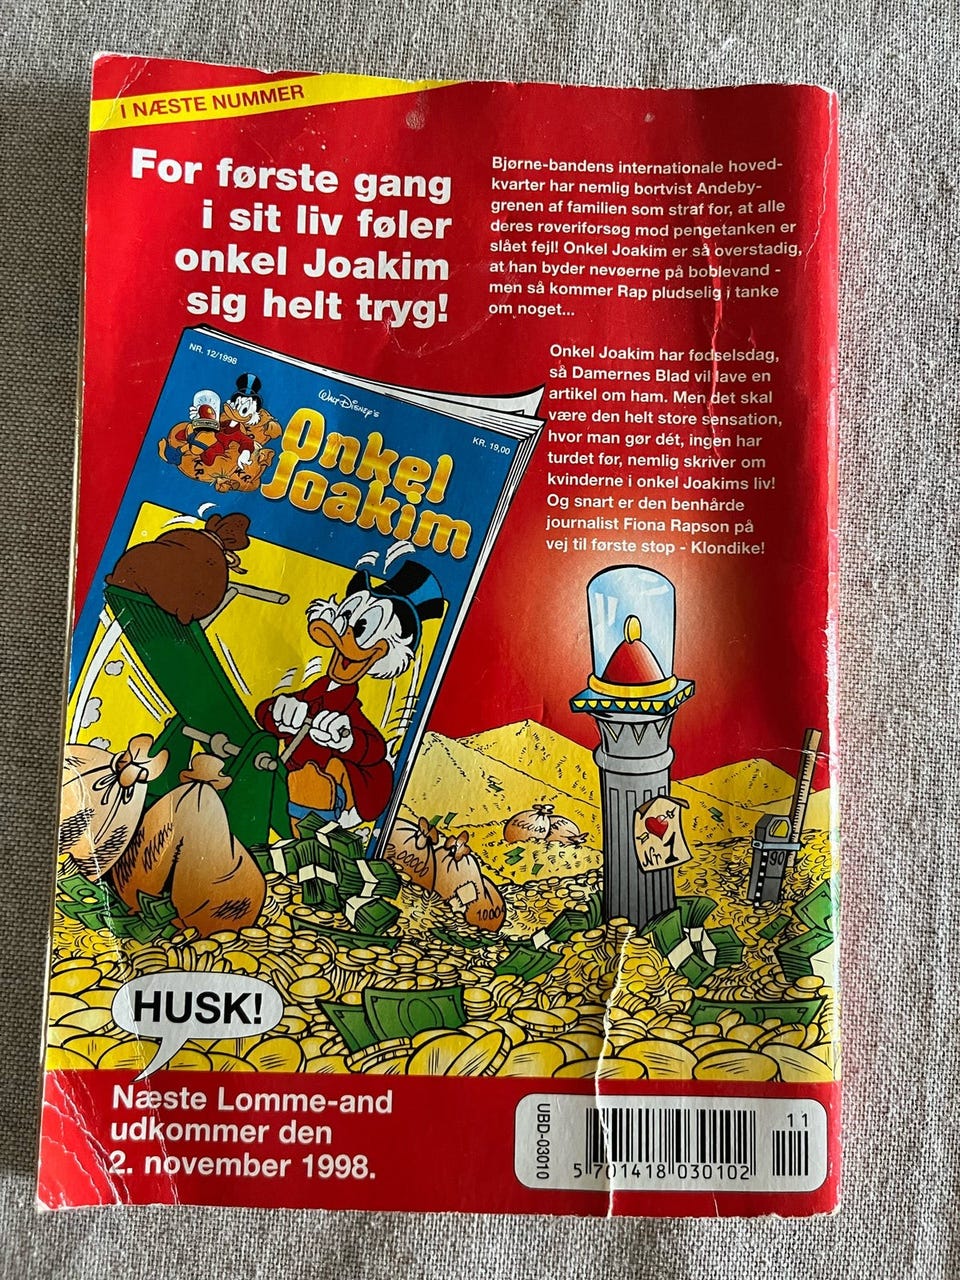 I NÆSTE NUMMER
For første gang
i sit liv føler
onkel Joakim
sig helt tryg!
Bjørne-bandens internationale hoved-
kvarter har nemlig bortvist Andeby-
grenen af familien som straf for, at alle
deres røveriforsøg mod pengetanken er
slået fejl! Onkel Joakim er så overstadig,
at han byder nevøerne på boblevand -
men så kommer Rap pludselig i tanke
om noget...
Onkel Joakim har fødselsdag,
så Damernes Blad vil lave en
artikel om ham. Men det skal
være den helt store sensation,
hvor man gør dét, ingen har
turdet før, nemlig skriver om
kvinderne i onkel Joakims liv!
Og snart er den benhårde
journalist Fiona Rapson på
vej til første stop - Klondike!
NR. 12/1998
WALT DISNEY'S
KR. 19,00
Onkel
Joakim
KR.
KR.
Nr. 1
90
1000
HUSK!
Næste Lomme-and
udkommer den
2. november 1998.
UBD-03010
5 701418 030102
11